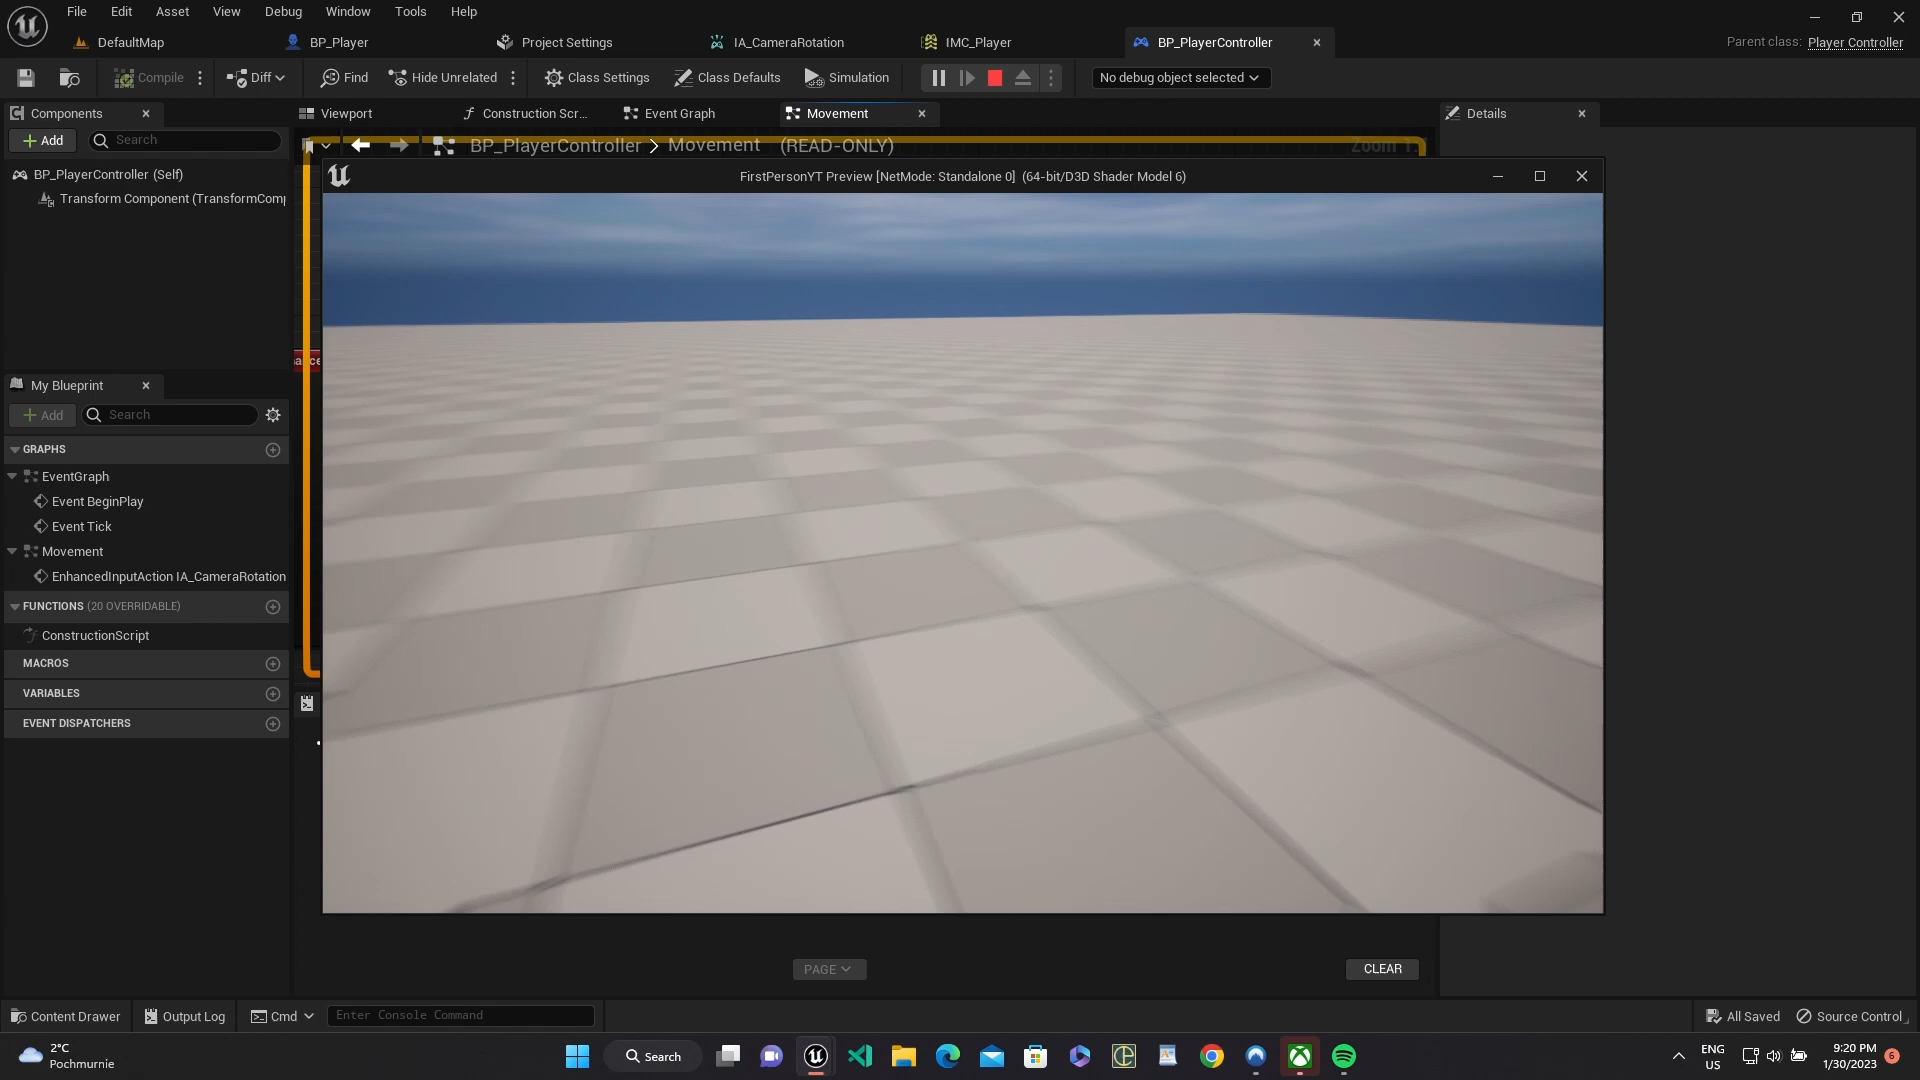 File Edit Asset View Debug Window Tools Help
DefaultMap BP_Player Project Settings IA_CameraRotation IMC_Player BP_PlayerController Parent class: Player Controller
Compile Diff Find Hide Unrelated Class Settings Class Defaults Simulation No debug object selected
Components Viewport Construction Scr... Event Graph Movement Details
Add Search BP_PlayerController > Movement (READ-ONLY) Zoom 1:
BP_PlayerController (Self) FirstPersonYT Preview [NetMode: Standalone 0] (64-bit/D3D Shader Model 6)
Transform Component (TransformComp
My Blueprint
Add Search
GRAPHS
EventGraph
Event BeginPlay
Event Tick
Movement
EnhancedInputAction IA_CameraRotation
FUNCTIONS (20 OVERRIDABLE)
ConstructionScript
MACROS
VARIABLES
EVENT DISPATCHERS
PAGE CLEAR
Content Drawer Output Log Cmd Enter Console Command All Saved Source Control
2°C
Pochmurnie
Search
ENG
US
9:20 PM
1/30/2023
6